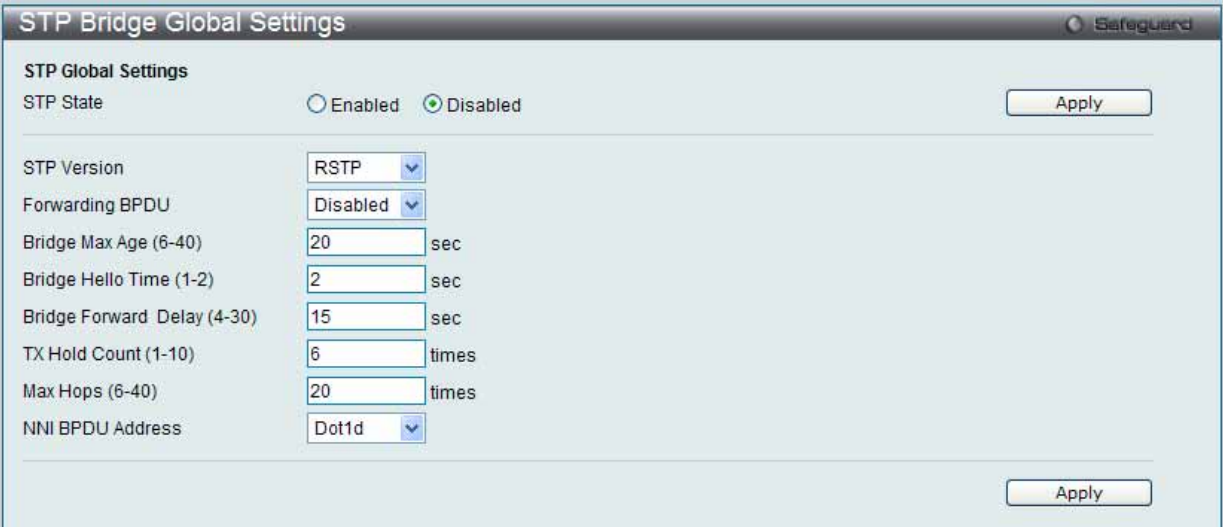 STP Bridge Global Settings
Safeguard
STP Global Settings
STP State Enabled Disabled Apply
STP Version RSTP
Forwarding BPDU Disabled
Bridge Max Age (6-40) 20 sec
Bridge Hello Time (1-2) 2 sec
Bridge Forward Delay (4-30) 15 sec
TX Hold Count (1-10) 6 times
Max Hops (6-40) 20 times
NNI BPDU Address Dot1d
Apply